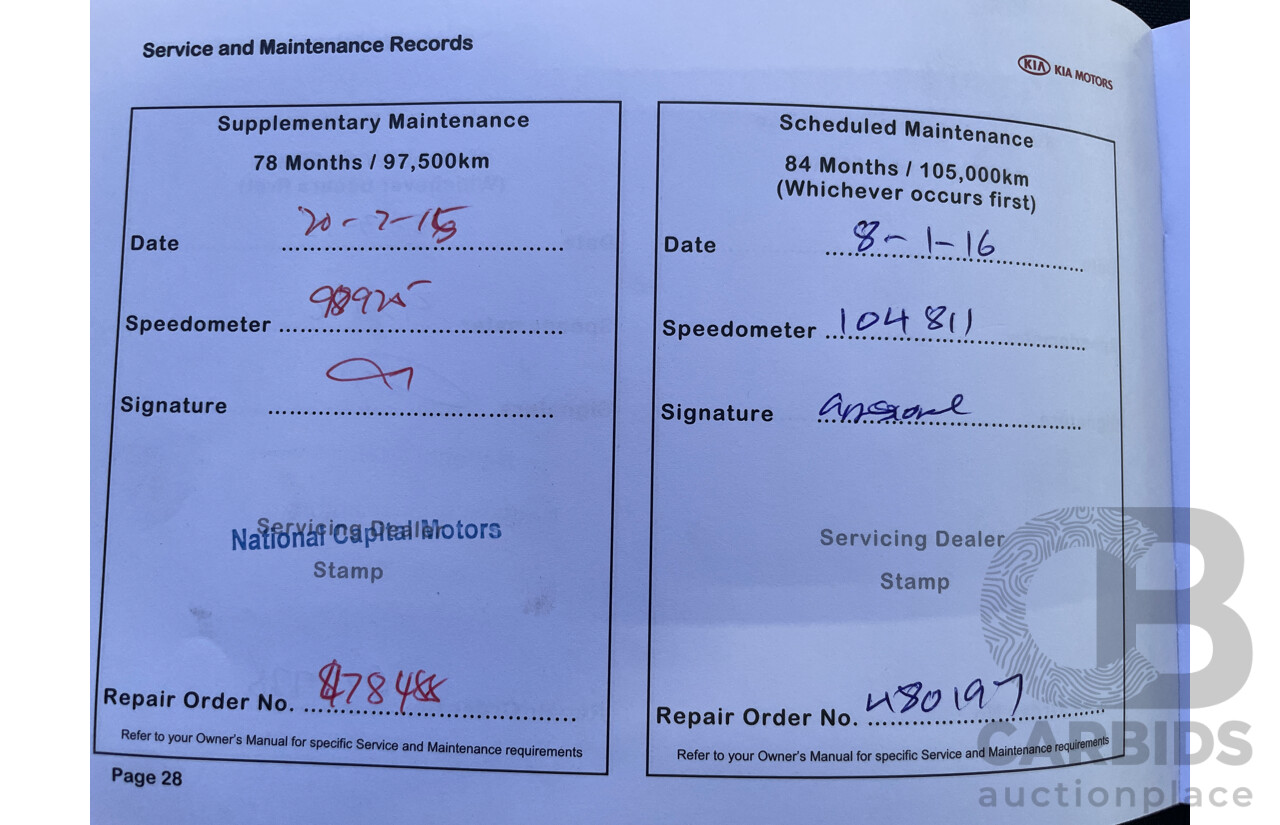 Service and Maintenance Records
KIA KIA MOTORS
Supplementary Maintenance
78 Months / 97,500km
Date 20-7-15
Speedometer 98925
Signature
Servicing Dealer
National Capital Motors
Stamp
Repair Order No. 478488
Refer to your Owner's Manual for specific Service and Maintenance requirements
Page 28
Scheduled Maintenance
84 Months / 105,000km
(Whichever occurs first)
Date 8-1-16
Speedometer 104811
Signature
Servicing Dealer
Stamp
Repair Order No. 480197
Refer to your Owner's Manual for specific Service and Maintenance requirements
CARBIDS
auctionplace